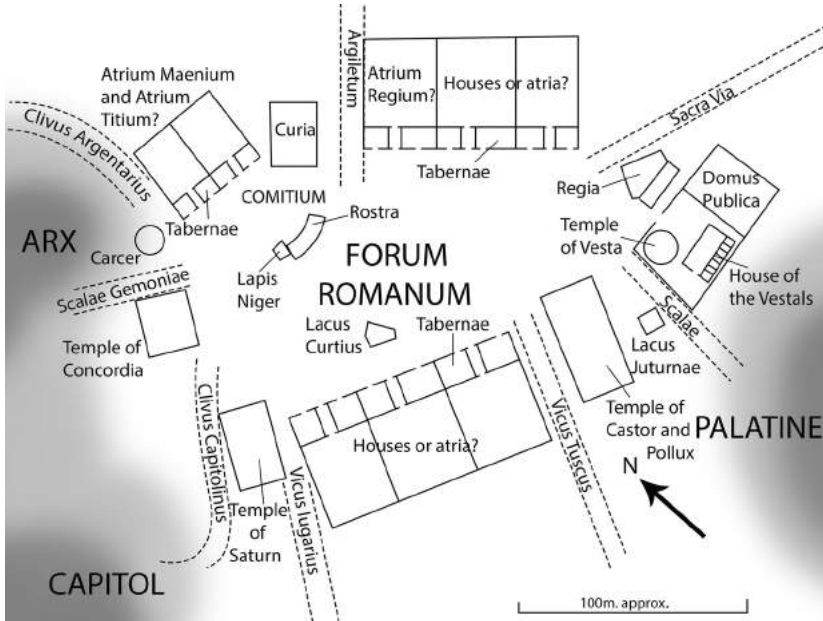 Atrium Maenium
and Atrium
Titium?
Clivus Argentarius
Curia
Argiletum
Atrium
Regium?
Houses or atria?
Tabernae
Sacra Via
Regia
Domus
Publica
COMITIUM
Rostra
Tabernae
ARX
Carcer
Lapis
Niger
FORUM
ROMANUM
Temple
of Vesta
House of
the Vestals
Scalae Gemoniae
Temple of
Concordia
Lacus
Curtius
Tabernae
Scalae
Lacus
Juturnae
Clivus Capitolinus
Houses or atria?
Vicus Tuscus
Temple of
Castor and
Pollux
PALATINE
N
Temple
of
Saturn
Vicus Iugarius
CAPITOL
100m. approx.